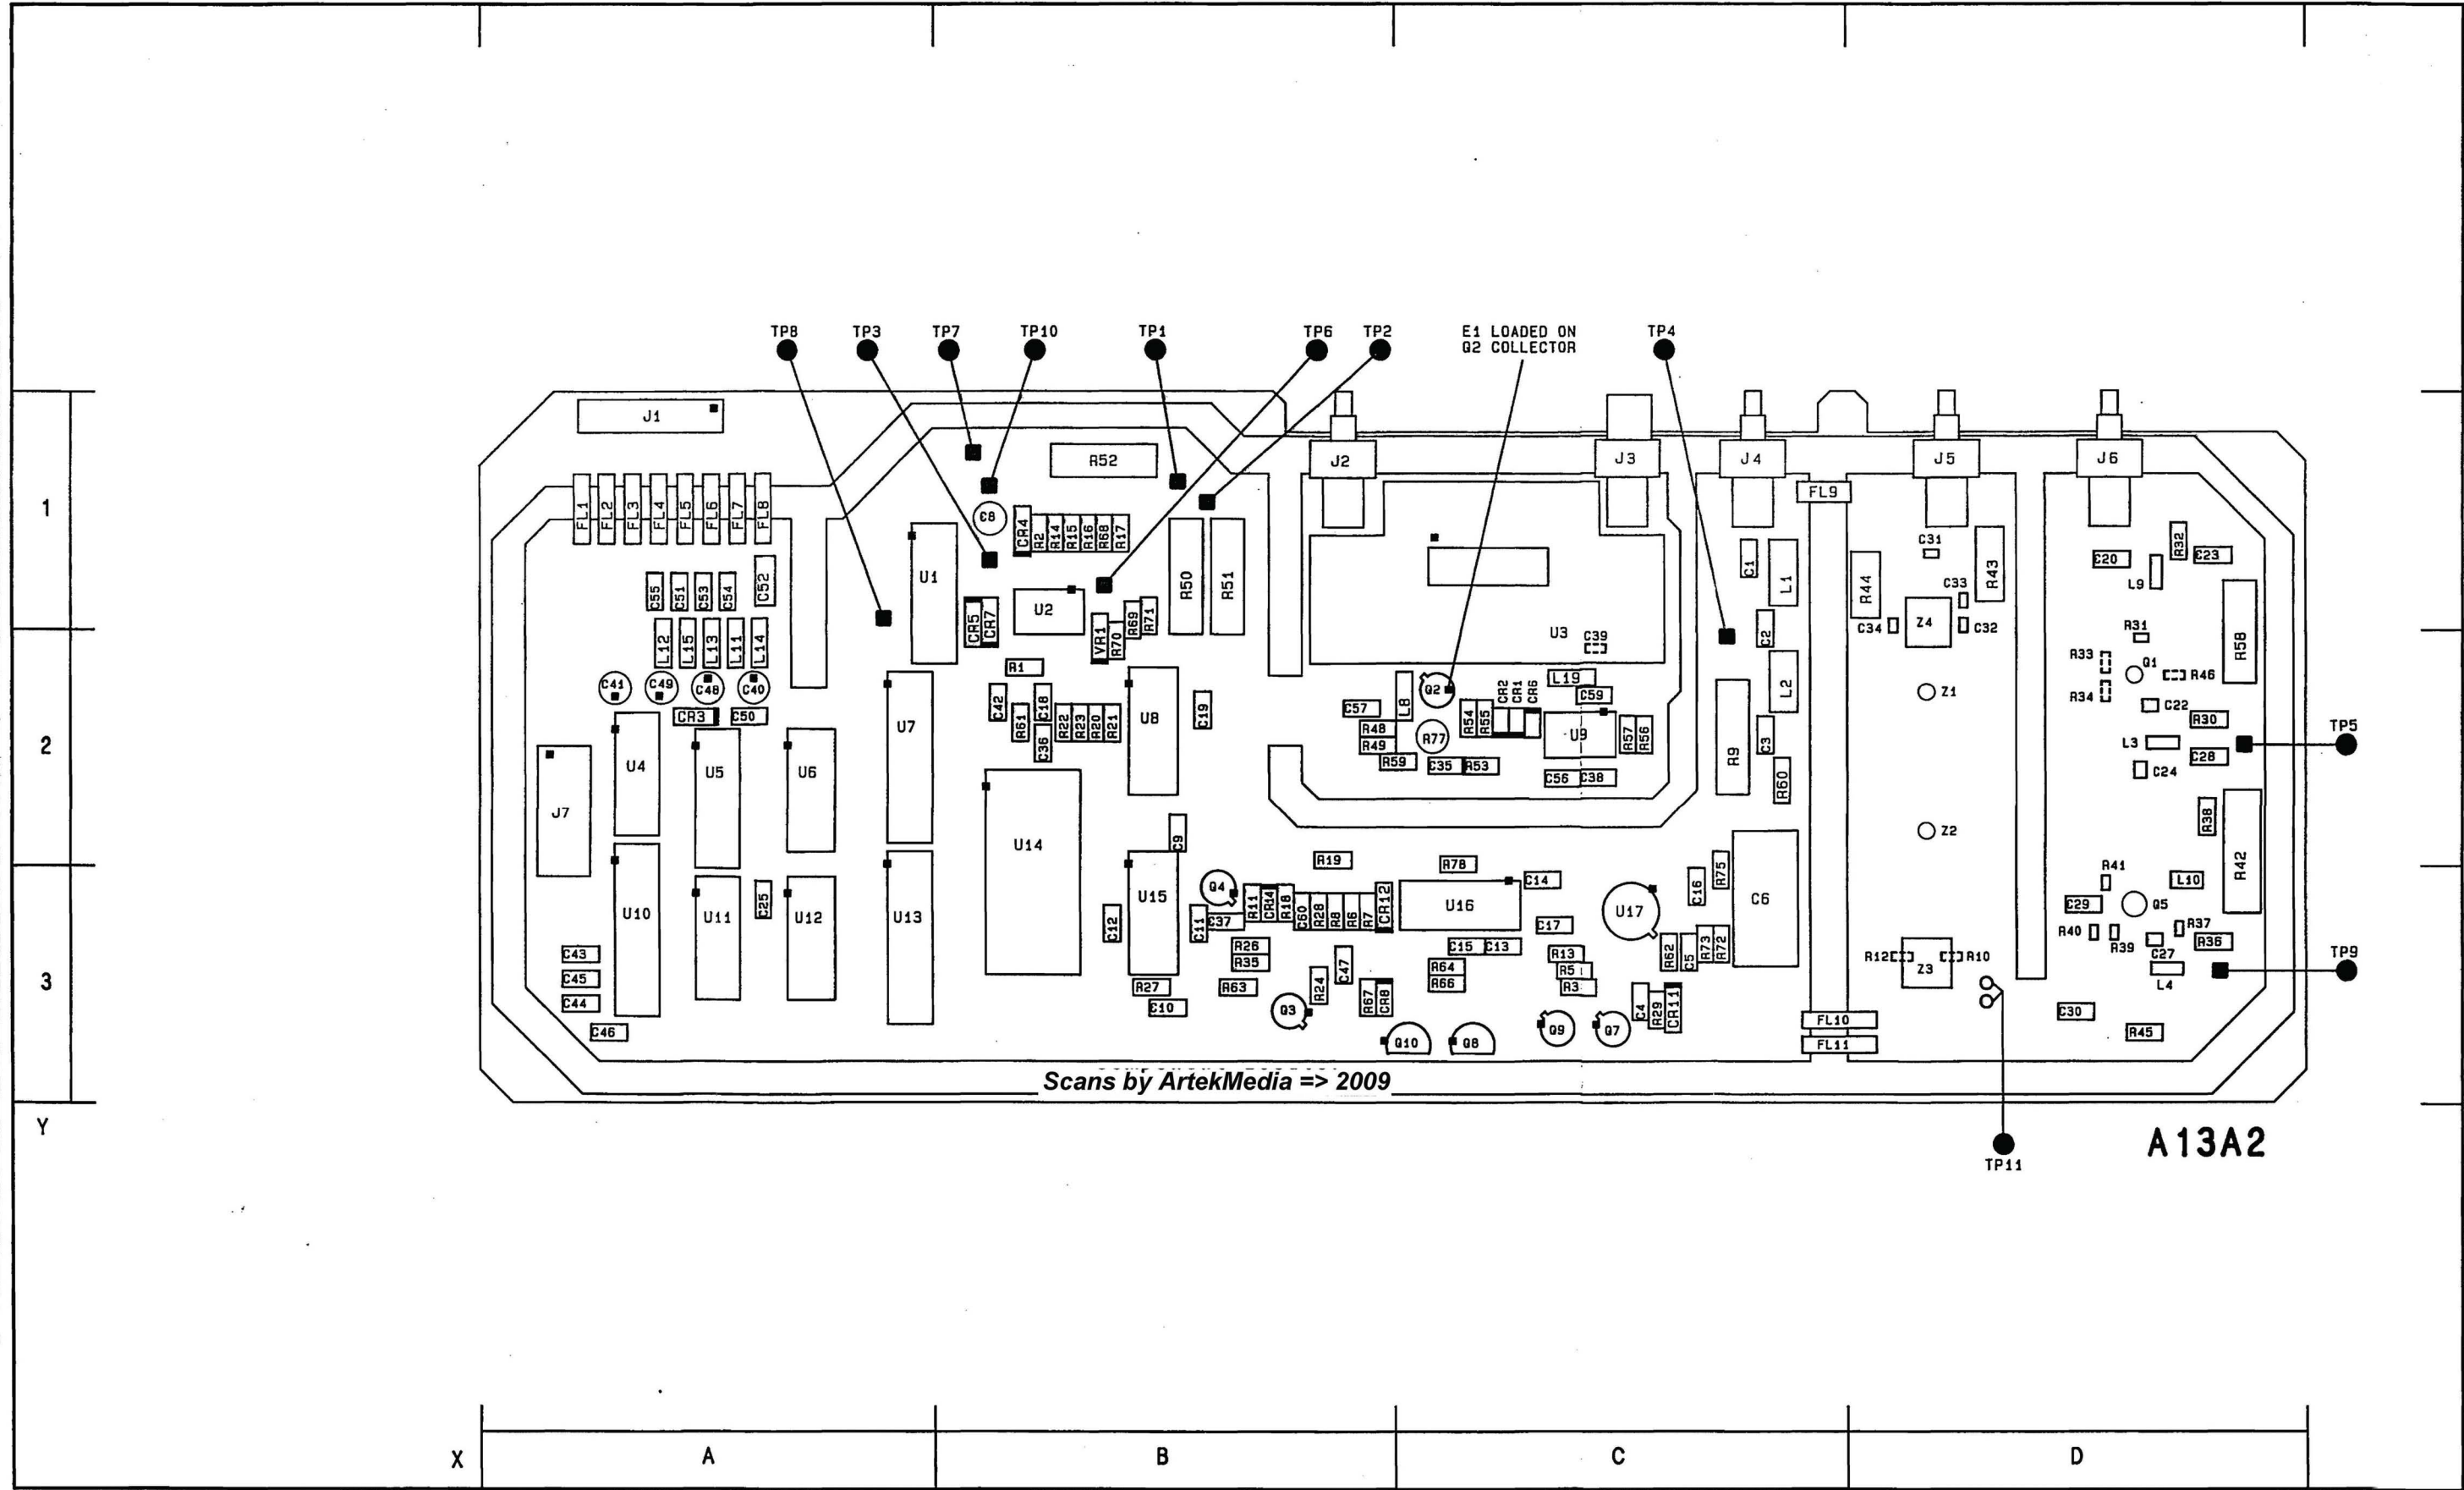 TP8 TP3 TP7 TP10 TP1 TP6 TP2 E1 LOADED ON TP4
Q2 COLLECTOR
J1
R52 J2 J3 J4 J5 J6
1
FL1 FL2 FL3 FL4 FL5 FL6 FL7 FL8
C8
CR4 R2 R14 R15 R16 R68 R17
FL9
C31
C20 R32 C23
C1 L1 R44 R43
L9
C55 C51 C53 C54 C52
U1
U2
R50 R51
C33
CR5 CR7
VR1 R70 R69 R71
U3 C39
C2
C34 Z4 C32
R31
R58
L12 L15 L13 L11 L14
R1
R33 Q1
R34 R46
C41 C49 C48 C40
C42 C18
Q2
CR2 CR1 CR6
L19
C59
L2
Z1
C22
CR3 C50
R61 R22 R23 R20 R21
U8
C19
C57 L8
R54 R55
R30
U7
C36
R48
R49
R77
U9
R57 R56
C3
L3
TP5
2
R59 C35 R53
C56 C38
R9
R60
C28
C24
U4 U5 U6
J7
R38
Z2
U14
C9
R19 R78
R75
R41
R42
C14
C16
L10
Q4
U10 U11 C25 U12 U13
U15
C12 C11 C37
R11 CR14 R18 C60 R28 R8 R6 R7 CR12
U16
U17
C6
C29 Q5
C17
R40 R39 R37
R36
C27
C43
C45
C44
C46
R26
R35
C47
C15 C13
R13
R62 C5 R73 R72
R64
R66
R5
R3
R12 Z3 R10
TP9
3
L4
R27 R63
C10
R24
R67 CR8
Q3
C4 R29 CR11
C30
R45
Q10 Q8 Q9 Q7
FL10
FL11
Scans by ArtekMedia => 2009
Y
A13A2
TP11
X A B C D